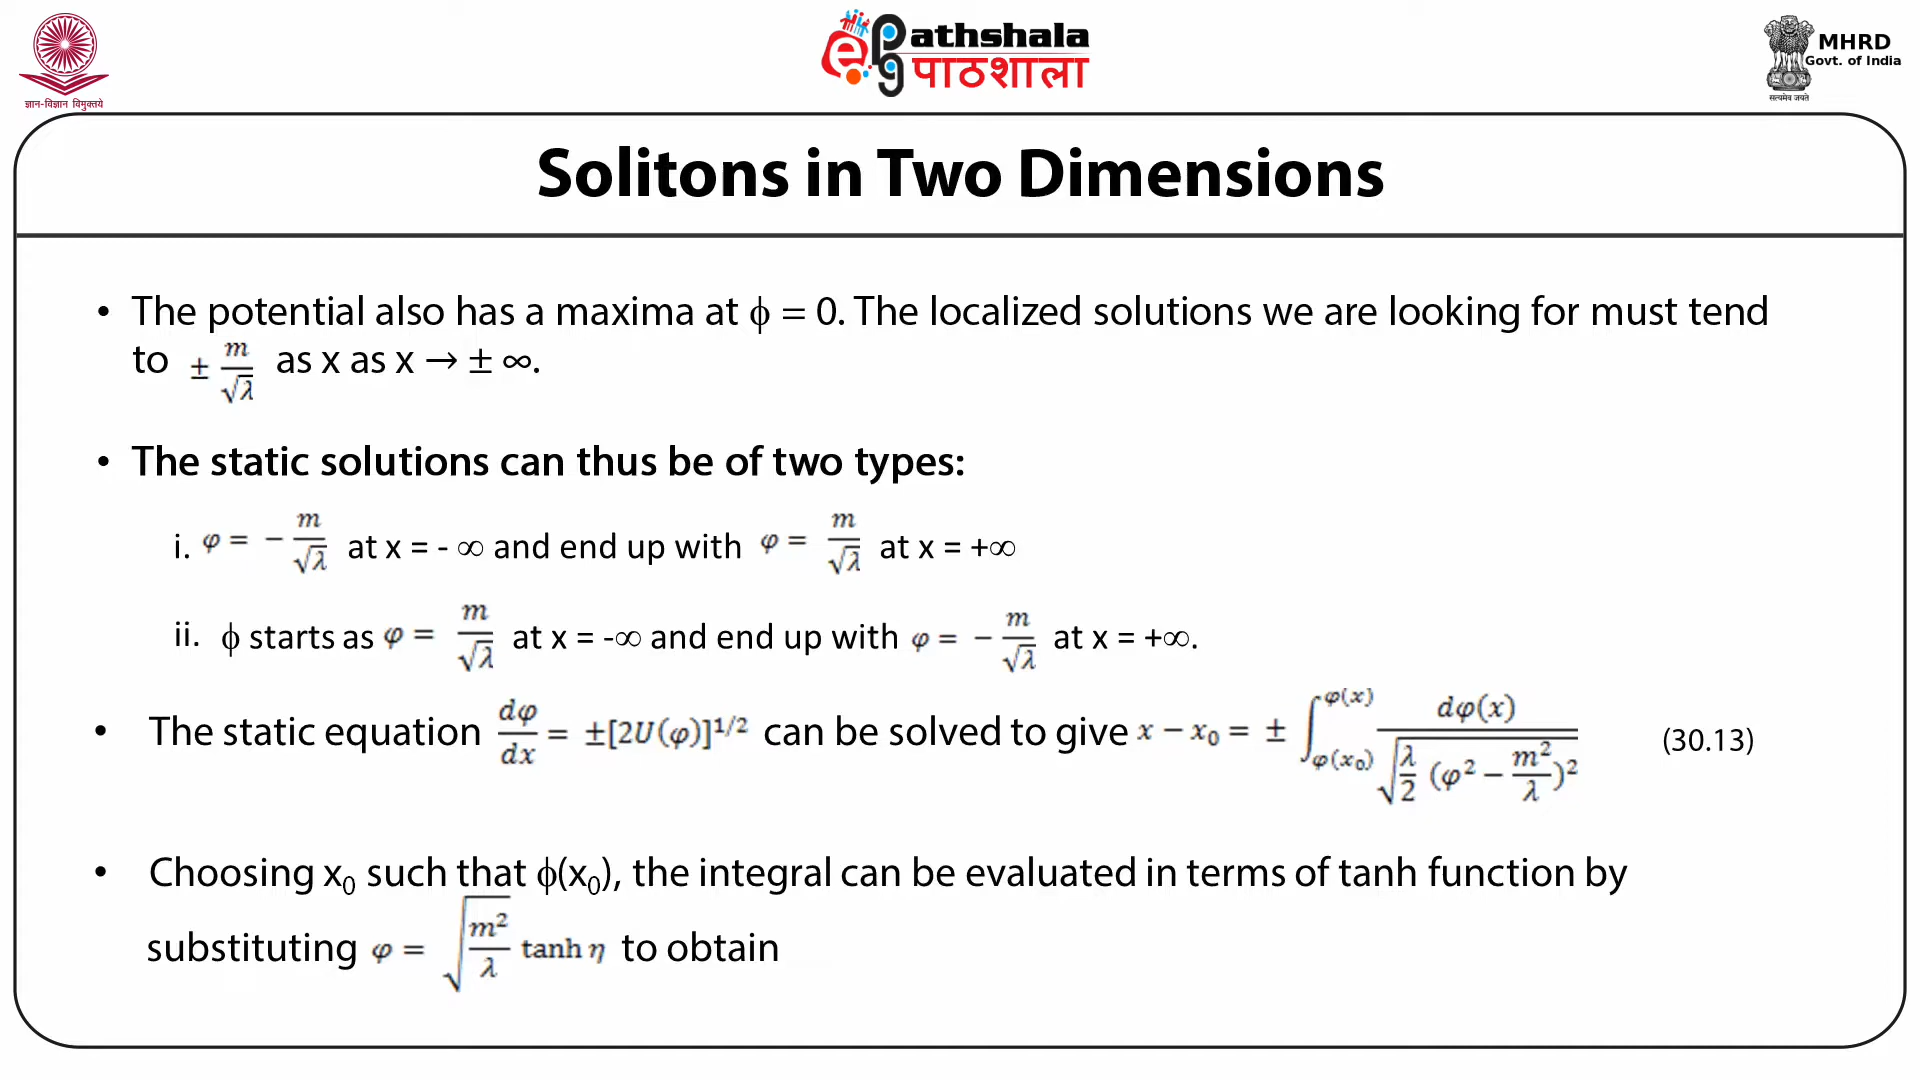 ज्ञान-विज्ञान विमुक्तये
ePathshala
पाठशाला
MHRD
Govt. of India
सत्यमेव जयते
Solitons in Two Dimensions
• The potential also has a maxima at ϕ = 0. The localized solutions we are looking for must tend
to ± m/√λ as x as x → ± ∞.
• The static solutions can thus be of two types:
i. φ = − m/√λ at x = - ∞ and end up with φ = m/√λ at x = +∞
ii. ϕ starts as φ = m/√λ at x = -∞ and end up with φ = − m/√λ at x = +∞.
• The static equation dφ/dx = ±[2U(φ)]^1/2 can be solved to give x − x₀ = ± ∫_φ(x₀)^φ(x) dφ(x)/√(λ/2 (φ² − m²/λ)²) (30.13)
• Choosing x₀ such that ϕ(x₀), the integral can be evaluated in terms of tanh function by
substituting φ = √(m²/λ) tanh η to obtain